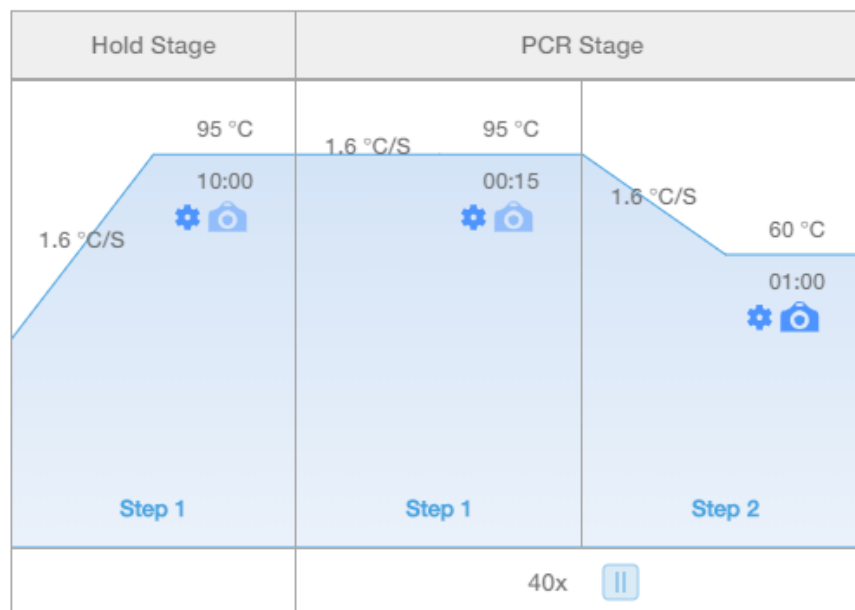 Hold Stage
PCR Stage
95 °C
10:00
1.6 °C/S
Step 1
1.6 °C/S
95 °C
00:15
Step 1
1.6 °C/S
60 °C
01:00
Step 2
40x